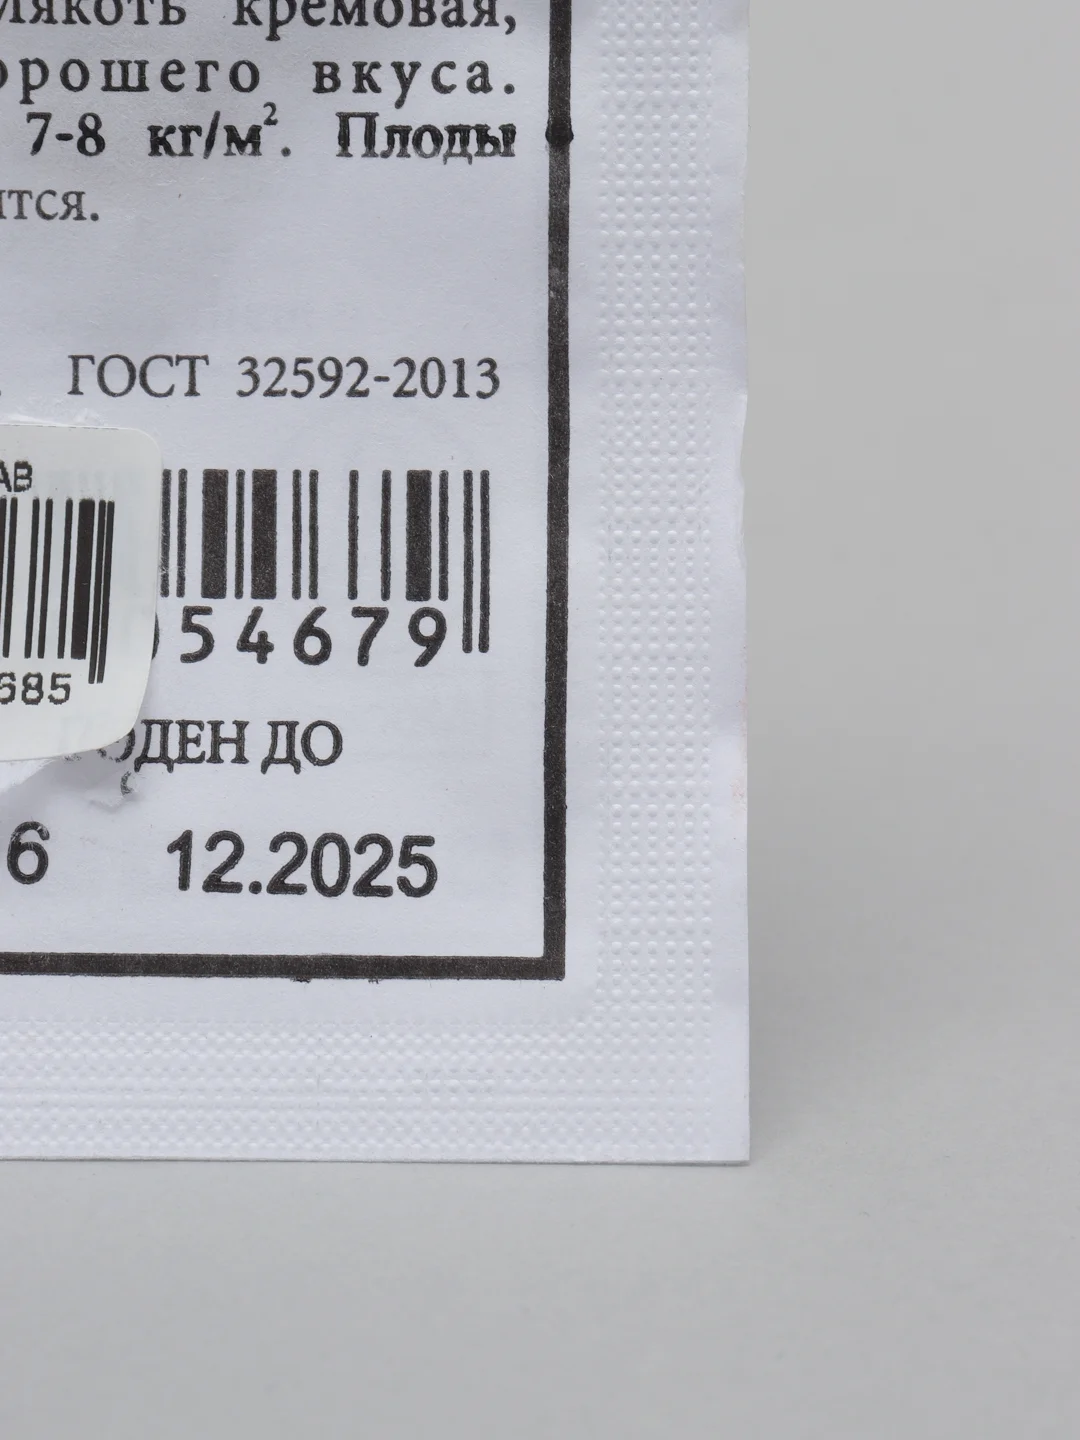 мякоть кремовая,
хорошего вкуса.
7-8 кг/м². Плоды
ится.
ГОСТ 32592-2013
АВ
54679
685
ГОДЕН ДО
6 12.2025